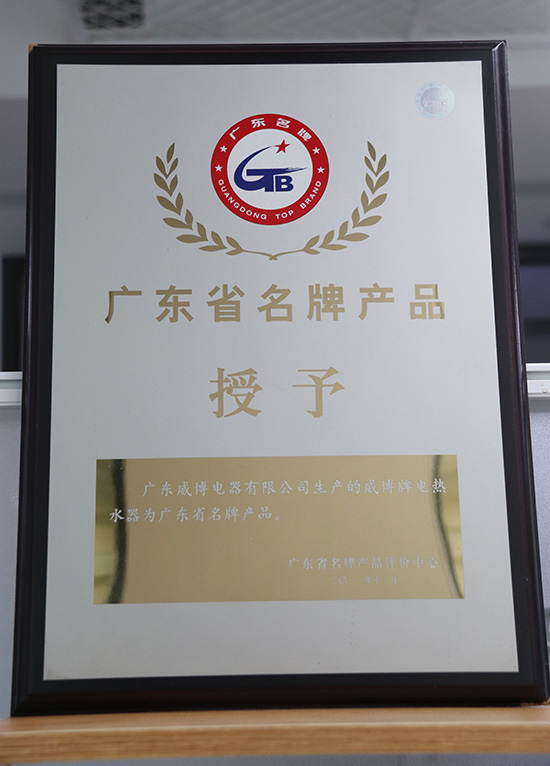 广东名牌
GTB
GUANGDONG TOP BRAND
广东省名牌产品
授予
广东威博电器有限公司生产的威博牌电热
水器为广东省名牌产品。
广东省名牌产品评价中心